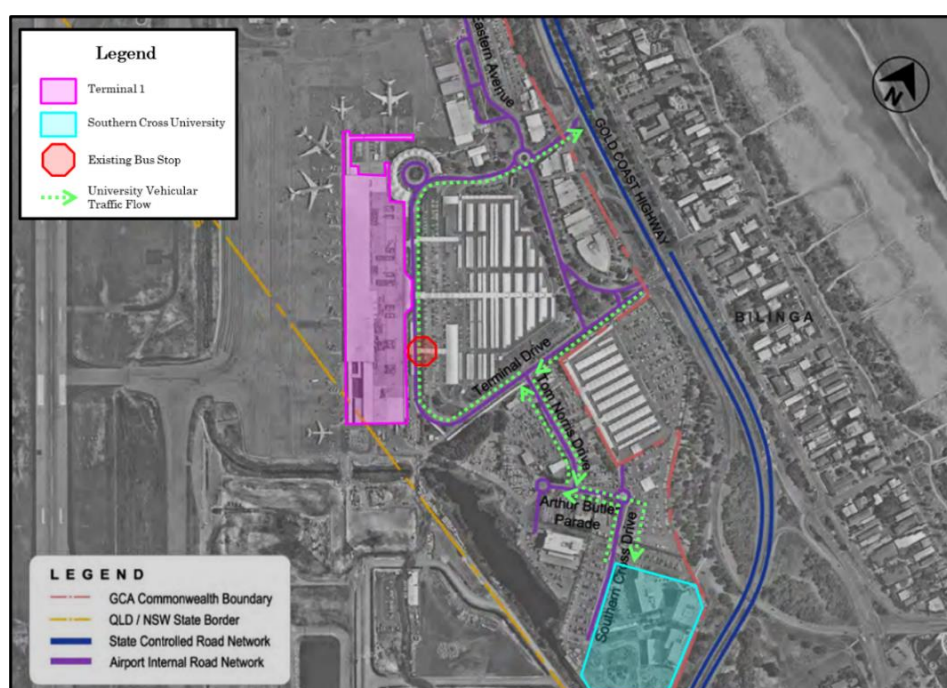 Legend
Terminal 1
Southern Cross University
Existing Bus Stop
University Vehicular
Traffic Flow
Eastern Avenue
GOLD COAST HIGHWAY
N
BILINGA
Terminal Drive
Tom Norris Drive
Arthur Butler
Parade
Southern Cross Drive
LEGEND
GCA Commonwealth Boundary
QLD / NSW State Border
State Controlled Road Network
Airport Internal Road Network